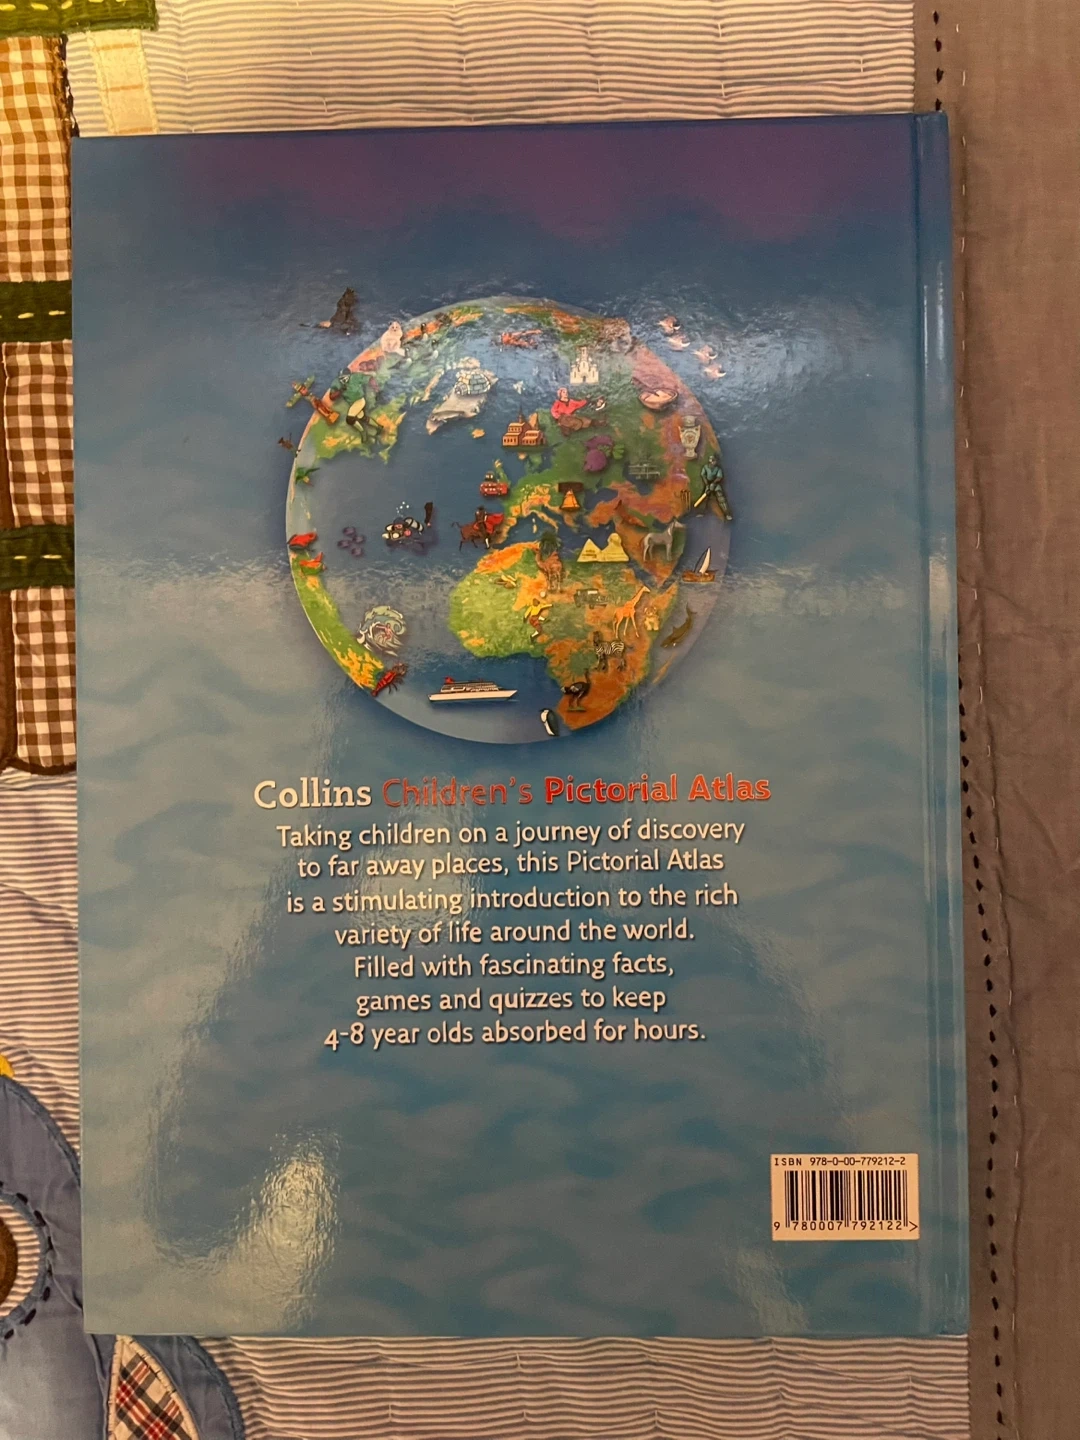 Collins Children's Pictorial Atlas
Taking children on a journey of discovery
to far away places, this Pictorial Atlas
is a stimulating introduction to the rich
variety of life around the world.
Filled with fascinating facts,
games and quizzes to keep
4-8 year olds absorbed for hours.
ISBN 978-0-00-779212-2
9 780007 792122 >